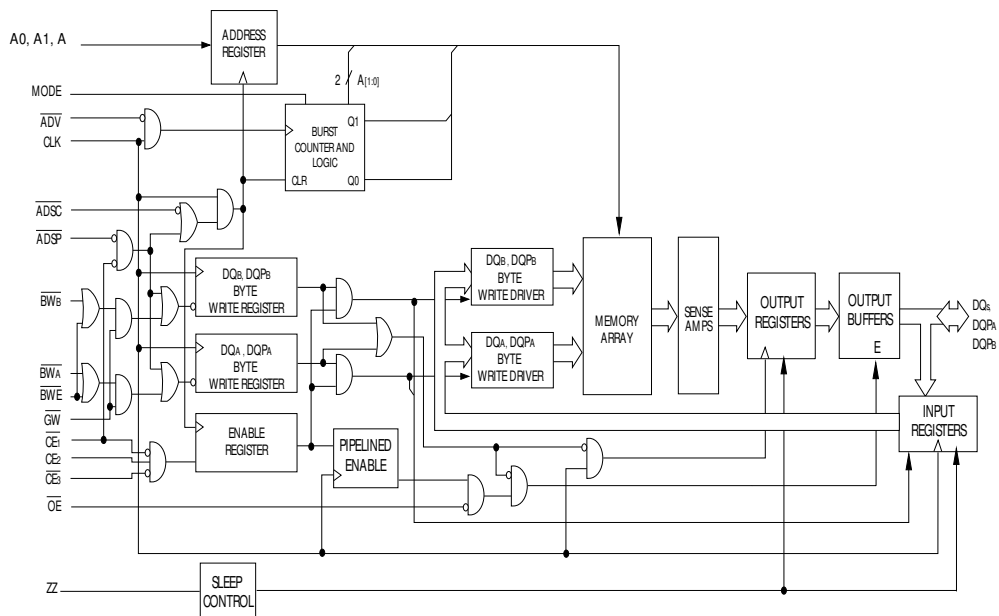 A0, A1, A
ADDRESS
REGISTER
MODE
2
A[1:0]
ADV
CLK
BURST
COUNTER AND
LOGIC
CLR
Q1
Q0
ADSC
ADSP
DQB, DQPB
BYTE
WRITE REGISTER
DQB, DQPB
BYTE
WRITE DRIVER
MEMORY
ARRAY
SENSE
AMPS
OUTPUT
REGISTERS
OUTPUT
BUFFERS
E
DQs,
DQPA
DQPB
BWB
DQA, DQPA
BYTE
WRITE REGISTER
DQA, DQPA
BYTE
WRITE DRIVER
BWA
BWE
GW
CE1
CE2
CE3
ENABLE
REGISTER
PIPELINED
ENABLE
INPUT
REGISTERS
OE
ZZ
SLEEP
CONTROL